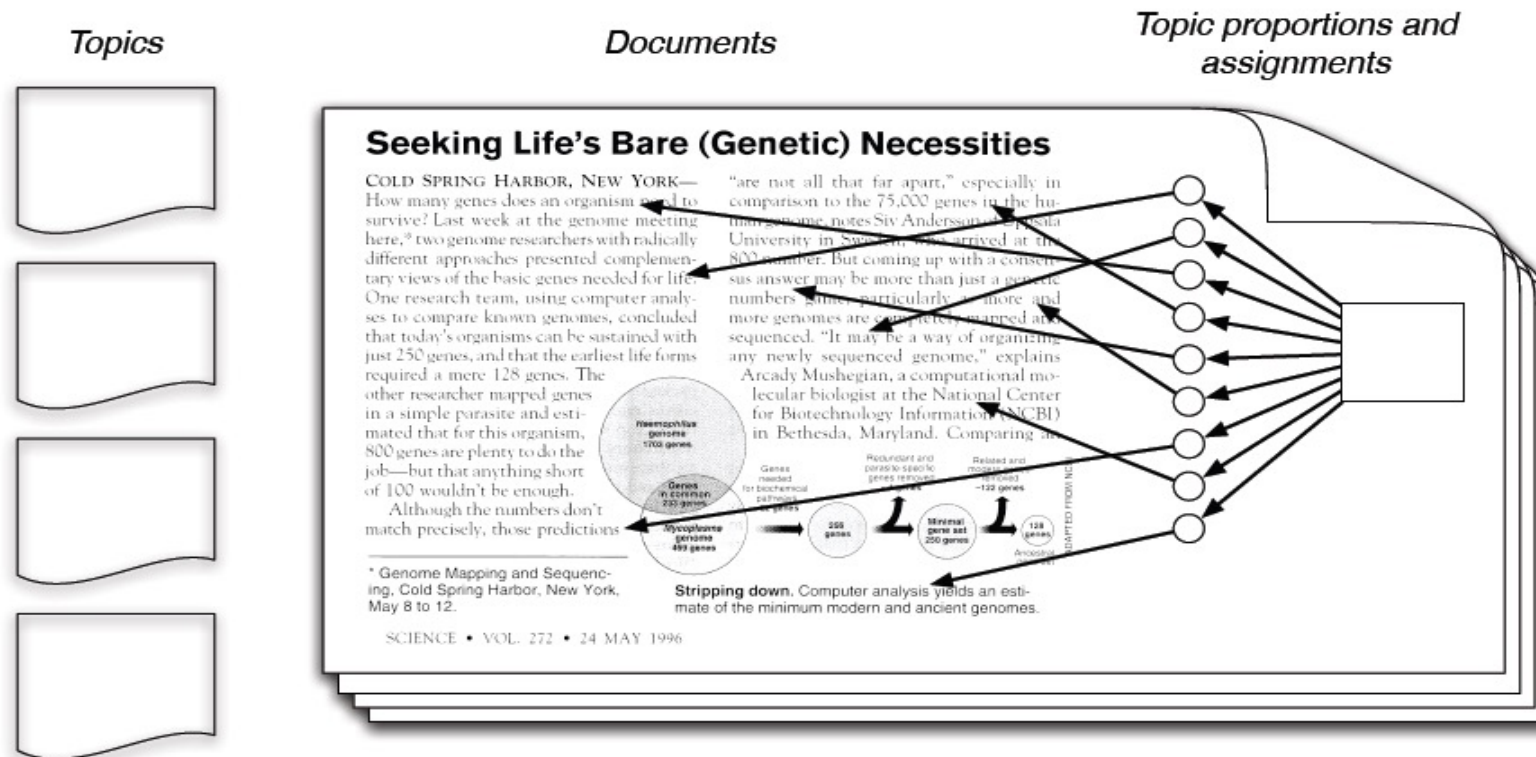 Topics
Documents
Topic proportions and
assignments
Seeking Life's Bare (Genetic) Necessities
COLD SPRING HARBOR, NEW YORK—
How many genes does an organism need to
survive? Last week at the genome meeting
here,* two genome researchers with radically
different approaches presented complemen-
tary views of the basic genes needed for life.
One research team, using computer analy-
ses to compare known genomes, concluded
that today's organisms can be sustained with
just 250 genes, and that the earliest life forms
required a mere 128 genes. The
other researcher mapped genes
in a simple parasite and esti-
mated that for this organism,
800 genes are plenty to do the
job—but that anything short
of 100 wouldn't be enough.
Although the numbers don't
match precisely, those predictions
* Genome Mapping and Sequenc-
ing, Cold Spring Harbor, New York,
May 8 to 12.
"are not all that far apart," especially in
comparison to the 75,000 genes in the hu-
man genome, notes Siv Andersson of Uppsala
University in Sweden, who arrived at the
800 number. But coming up with a consen-
sus answer may be more than just a genetic
numbers game, particularly as more and
more genomes are completely mapped and
sequenced. "It may be a way of organizing
any newly sequenced genome," explains
Arcady Mushegian, a computational mo-
lecular biologist at the National Center
for Biotechnology Information (NCBI)
in Bethesda, Maryland. Comparing an
Haemophilus
genome
1703 genes
Genes
in common
233 genes
Mycoplasma
genome
469 genes
Genes
needed
for biochemical
pathways
genes
255
genes
Redundant and
parasite-specific
genes removed
genes
Minimal
gene set
250 genes
Related and
modern genes
removed
–122 genes
128
genes
Ancestral
ADAPTED FROM NCBI
Stripping down. Computer analysis yields an esti-
mate of the minimum modern and ancient genomes.
SCIENCE • VOL. 272 • 24 MAY 1996